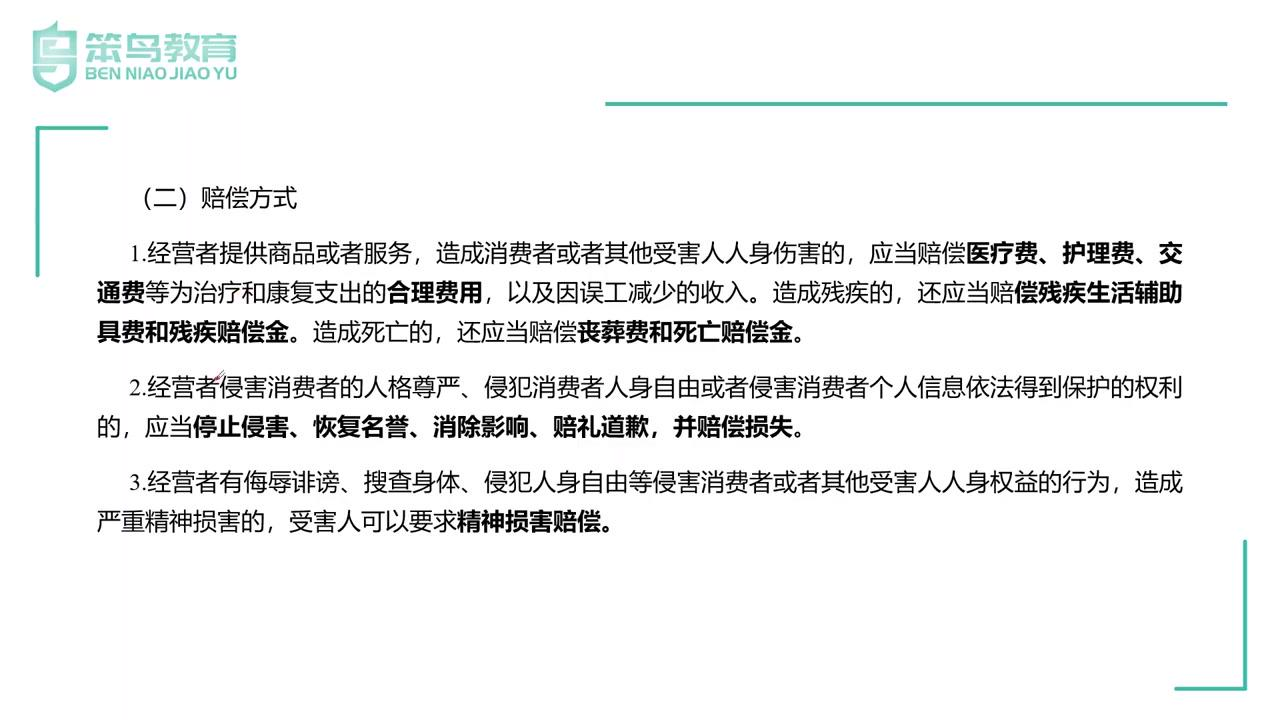 笨鸟教育
BEN NIAO JIAO YU
（二）赔偿方式
1.经营者提供商品或者服务，造成消费者或者其他受害人人身伤害的，应当赔偿医疗费、护理费、交
通费等为治疗和康复支出的合理费用，以及因误工减少的收入。造成残疾的，还应当赔偿残疾生活辅助
具费和残疾赔偿金。造成死亡的，还应当赔偿丧葬费和死亡赔偿金。
2.经营者侵害消费者的人格尊严、侵犯消费者人身自由或者侵害消费者个人信息依法得到保护的权利
的，应当停止侵害、恢复名誉、消除影响、赔礼道歉，并赔偿损失。
3.经营者有侮辱诽谤、搜查身体、侵犯人身自由等侵害消费者或者其他受害人人身权益的行为，造成
严重精神损害的，受害人可以要求精神损害赔偿。